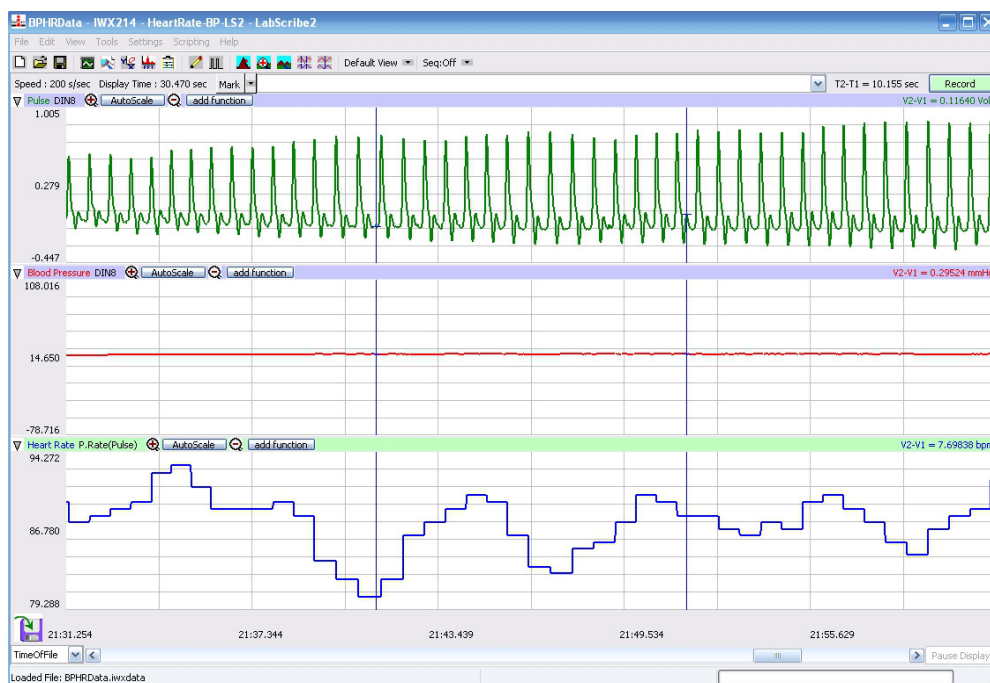 BPHRData - IWX214 - HeartRate-BP-LS2 - LabScribe2
File Edit View Tools Settings Scripting Help
Default View Seq:Off
Speed : 200 s/sec Display Time : 30.470 sec Mark T2-T1 = 10.155 sec Record
Pulse DIN8 AutoScale add function V2-V1 = 0.11640 Vol
1.005
0.279
-0.447
Blood Pressure DIN8 AutoScale add function V2-V1 = 0.29524 mmHg
108.016
14.650
-78.716
Heart Rate P.Rate(Pulse) AutoScale add function V2-V1 = 7.69838 bpm
94.272
86.780
79.288
21:31.254 21:37.344 21:43.439 21:49.534 21:55.629
TimeOfFile Pause Display
Loaded File: BPHRData.iwxdata